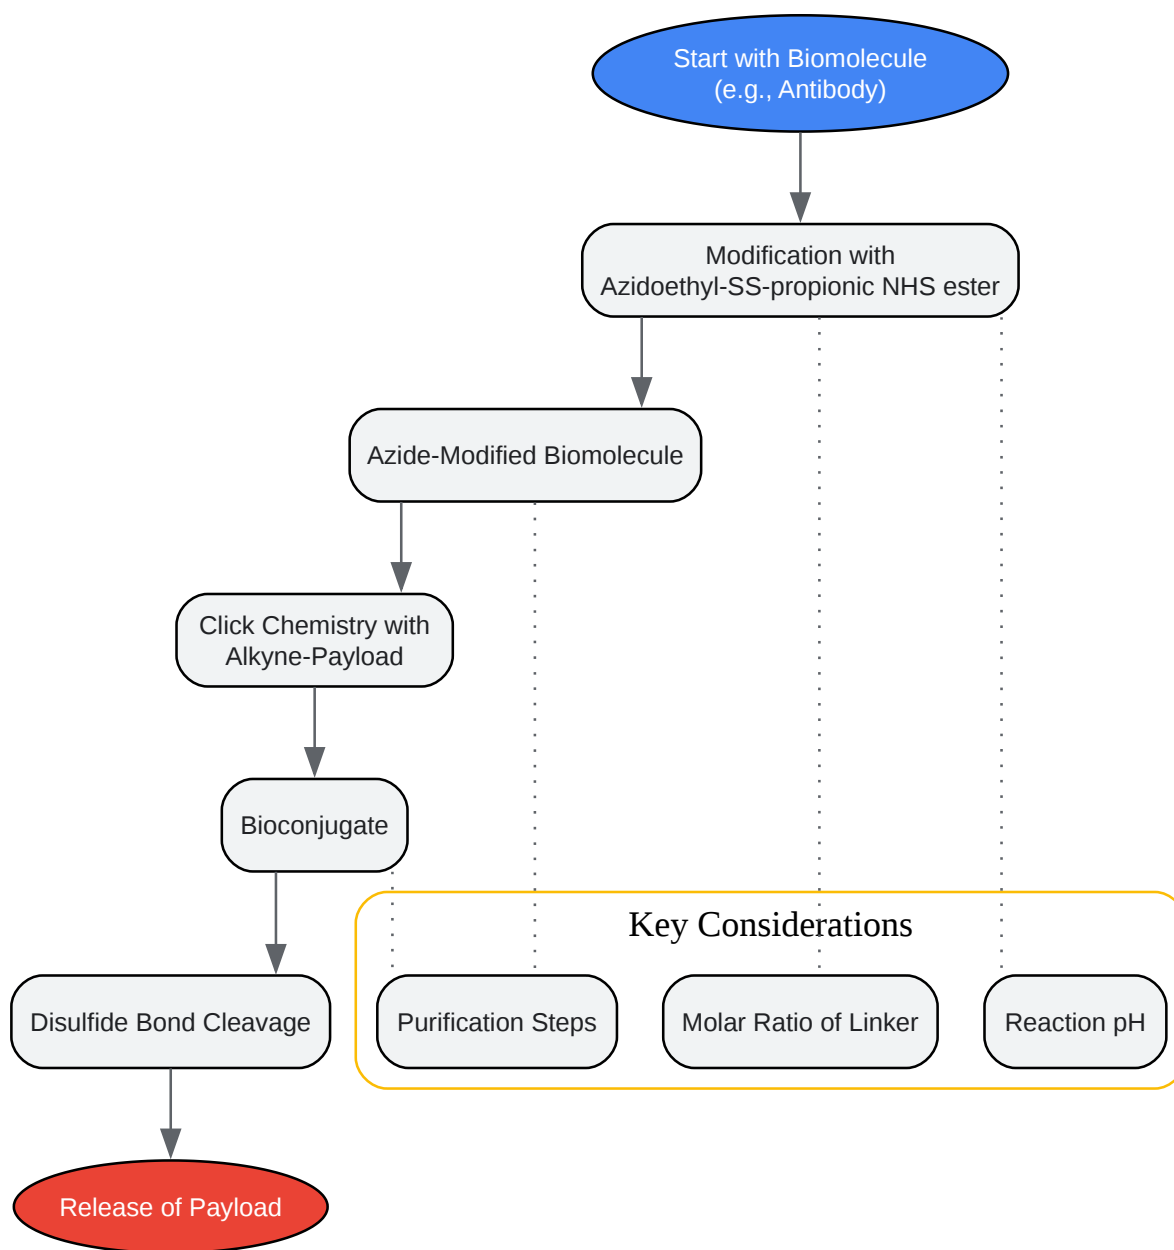 Start with Biomolecule
(e.g., Antibody)
Modification with
Azidoethyl-SS-propionic NHS ester
Azide-Modified Biomolecule
Click Chemistry with
Alkyne-Payload
Bioconjugate
Key Considerations
Disulfide Bond Cleavage
Purification Steps
Molar Ratio of Linker
Reaction pH
Release of Payload